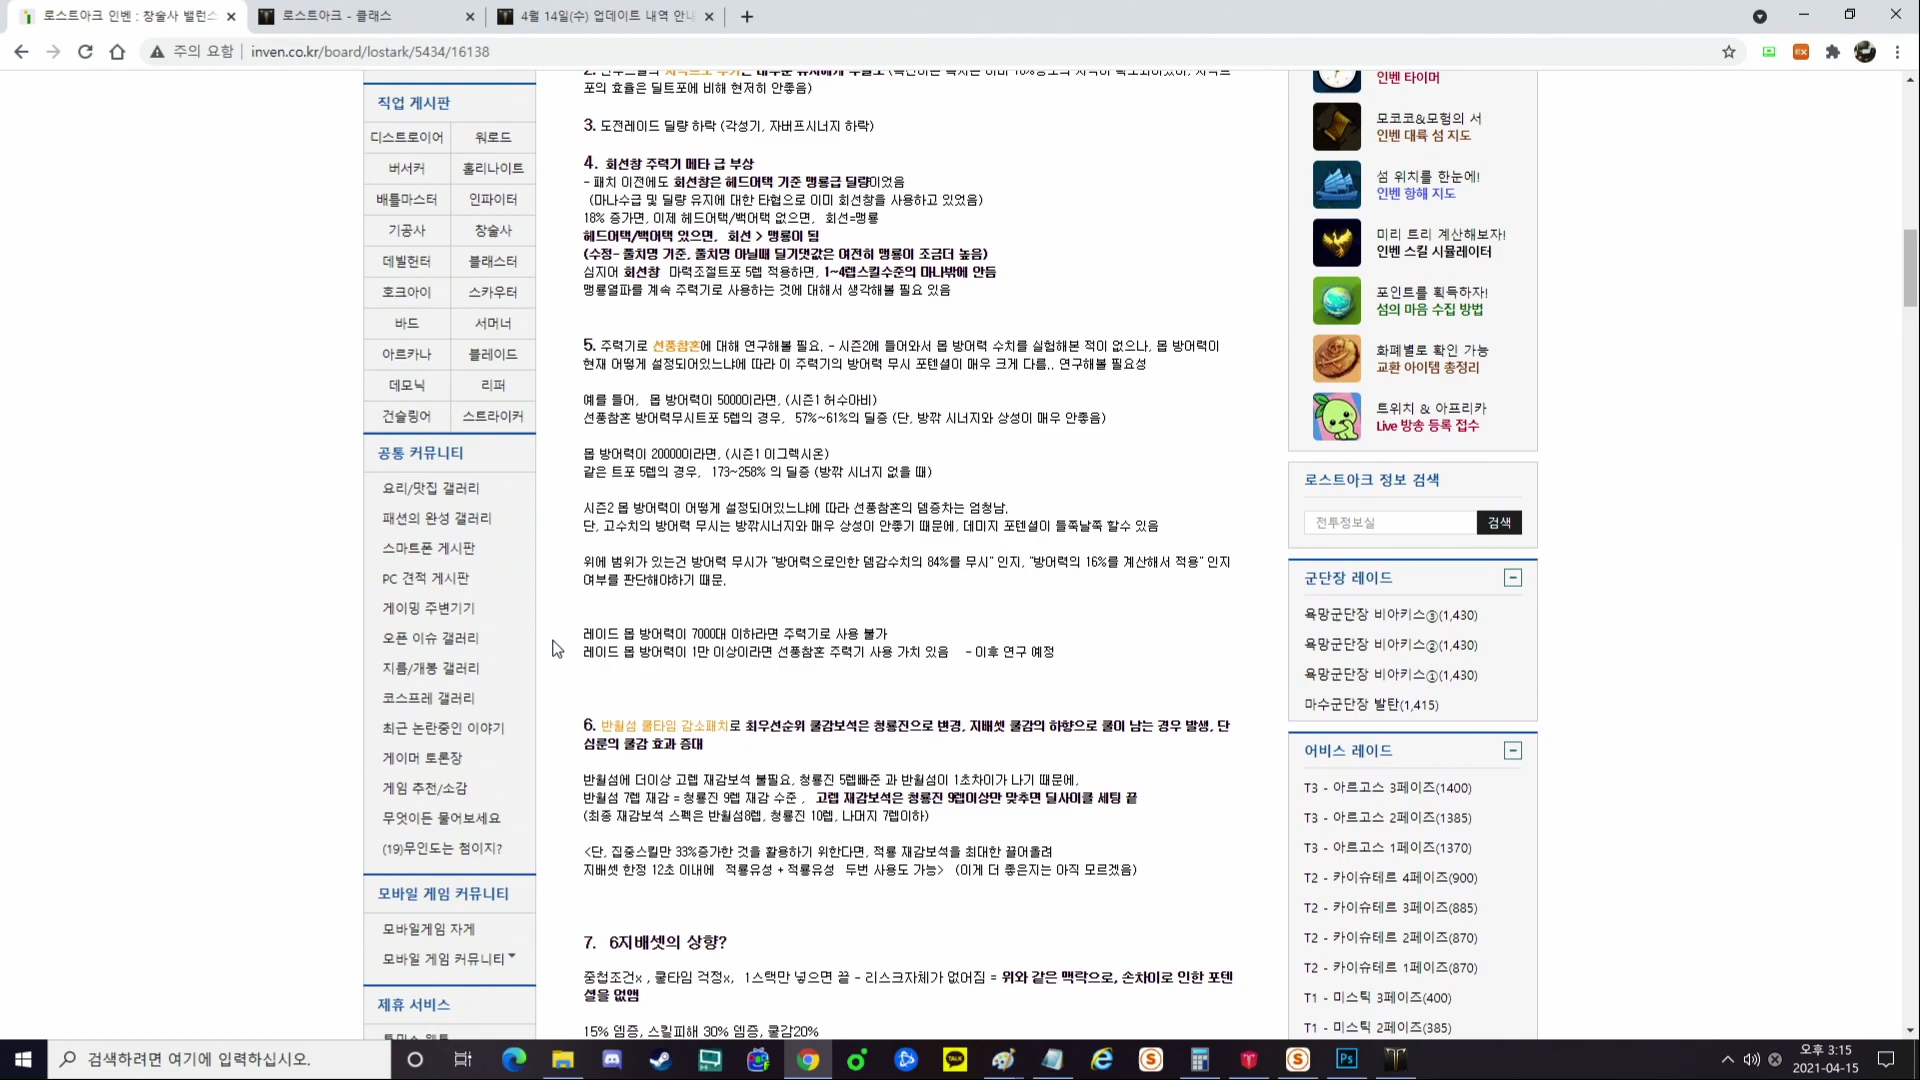 로스트아크 인벤 : 창술사 밸런스
로스트아크 - 클래스
4월 14일(수) 업데이트 내역 안내
주의 요함
inven.co.kr/board/lostark/5434/16138
직업 게시판
디스트로이어 워로드
버서커 홀리나이트
배틀마스터 인파이터
기공사 창술사
데빌헌터 블래스터
호크아이 스카우터
바드 서머너
아르카나 블레이드
데모닉 리퍼
건슬링어 스트라이커
공통 커뮤니티
요리/맛집 갤러리
패션의 완성 갤러리
스마트폰 게시판
PC 견적 게시판
게이밍 주변기기
오픈 이슈 갤러리
지름/개봉 갤러리
코스프레 갤러리
최근 논란중인 이야기
게이머 토론장
게임 추천/소감
무엇이든 물어보세요
(19)무인도는 첨이지?
모바일 게임 커뮤니티
모바일게임 자게
모바일 게임 커뮤니티
제휴 서비스
포의 효율은 딜트포에 비해 현저히 안좋음)
3. 도전레이드 딜량 하락 (각성기, 자버프시너지 하락)
4. 회선창 주력기 메타 급 부상
- 패치 이전에도 회선창은 헤드어택 기준 맹룡급 딜량이었음
(마나수급 및 딜량 유지에 대한 타협으로 이미 회선창을 사용하고 있었음)
18% 증가면, 이제 헤드어택/백어택 없으면, 회선=맹룡
헤드어택/백어택 있으면, 회선 > 맹룡이 됨
(수정- 풀치명 기준, 풀치명 아닐때 딜기댓값은 여전히 맹룡이 조금더 높음)
심지어 회선창 마력조절트포 5렙 적용하면, 1~4렙스킬수준의 마나밖에 안듬
맹룡열파를 계속 주력기로 사용하는 것에 대해서 생각해볼 필요 있음
5. 주력기로 선풍참혼에 대해 연구해볼 필요. - 시즌2에 들어와서 몹 방어력 수치를 실험해본 적이 없으나, 몹 방어력이
현재 어떻게 설정되어있느냐에 따라 이 주력기의 방어력 무시 포텐셜이 매우 크게 다름.. 연구해볼 필요성
예를 들어, 몹 방어력이 5000이라면, (시즌1 허수아비)
선풍참혼 방어력무시트포 5렙의 경우, 57%~61%의 딜증 (단, 방깎 시너지와 상성이 매우 안좋음)
몹 방어력이 20000이라면, (시즌1 이그렉시온)
같은 트포 5렙의 경우, 173~258% 의 딜증 (방깎 시너지 없을 때)
시즌2 몹 방어력이 어떻게 설정되어있느냐에 따라 선풍참혼의 뎀증차는 엄청남.
단, 고수치의 방어력 무시는 방깎시너지와 매우 상성이 안좋기 때문에, 데미지 포텐셜이 들쭉날쭉 할수 있음
위에 범위가 있는건 방어력 무시가 "방어력으로인한 뎀감수치의 84%를 무시" 인지, "방어력의 16%를 계산해서 적용" 인지
여부를 판단해야하기 때문.
레이드 몹 방어력이 7000대 이하라면 주력기로 사용 불가
레이드 몹 방어력이 1만 이상이라면 선풍참혼 주력기 사용 가치 있음 - 이후 연구 예정
6. 반월섬 쿨타임 감소패치로 최우선순위 쿨감보석은 청룡진으로 변경, 지배셋 쿨감의 하향으로 쿨이 남는 경우 발생, 단
심룬의 쿨감 효과 증대
반월섬에 더이상 고렙 재감보석 불필요, 청룡진 5렙빠준 과 반월섬이 1초차이가 나기 때문에,
반월섬 7렙 재감 = 청룡진 9렙 재감 수준 , 고렙 재감보석은 청룡진 9렙이상만 맞추면 딜사이클 세팅 끝
(최종 재감보석 스펙은 반월섬8렙, 청룡진 10렙, 나머지 7렙이하)
<단, 집중스킬만 33%증가한 것을 활용하기 위한다면, 적룡 재감보석을 최대한 끌어올려
지배셋 한정 12초 이내에 적룡유성 + 적룡유성 두번 사용도 가능> (이게 더 좋은지는 아직 모르겠음)
7. 6지배셋의 상향?
중첩조건x , 쿨타임 걱정x, 1스택만 넣으면 끝 - 리스크자체가 없어짐 = 위와 같은 맥락으로, 손차이로 인한 포텐
셜을 없앰
15% 뎀증, 스킬피해 30% 뎀증, 쿨감20%
인벤 타이머
모코코&모험의 서
인벤 대륙 섬 지도
섬 위치를 한눈에!
인벤 항해 지도
미리 트리 계산해보자!
인벤 스킬 시뮬레이터
포인트를 획득하자!
섬의 마음 수집 방법
화폐별로 확인 가능
교환 아이템 총정리
트위치 & 아프리카
Live 방송 등록 접수
로스트아크 정보 검색
전투정보실 검색
군단장 레이드
욕망군단장 비아키스③(1,430)
욕망군단장 비아키스②(1,430)
욕망군단장 비아키스①(1,430)
마수군단장 발탄(1,415)
어비스 레이드
T3 - 아르고스 3페이즈(1400)
T3 - 아르고스 2페이즈(1385)
T3 - 아르고스 1페이즈(1370)
T2 - 카이슈테르 4페이즈(900)
T2 - 카이슈테르 3페이즈(885)
T2 - 카이슈테르 2페이즈(870)
T2 - 카이슈테르 1페이즈(870)
T1 - 미스틱 3페이즈(400)
T1 - 미스틱 2페이즈(385)
검색하려면 여기에 입력하십시오.
오후 3:15
2021-04-15